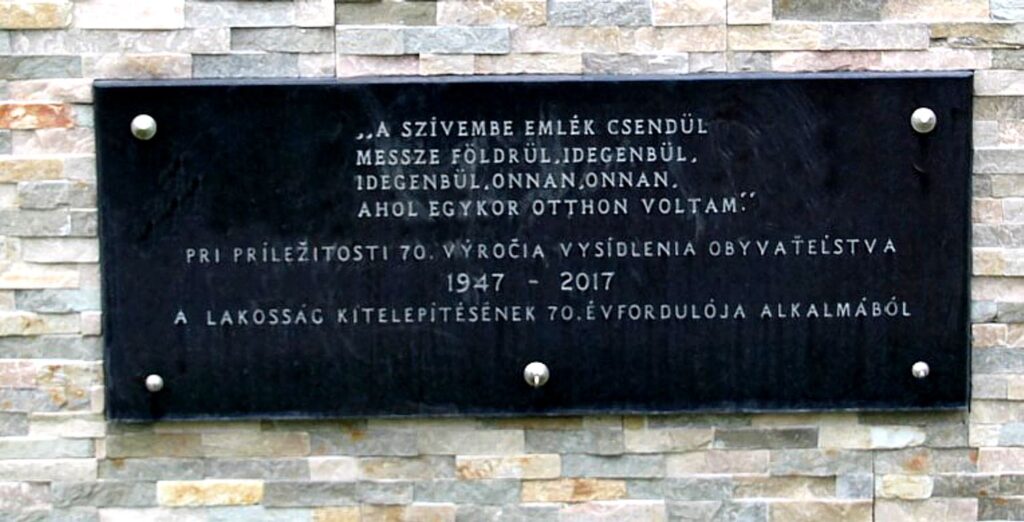 „A SZÍVEMBE EMLÉK CSENDÜL
MESSZE FÖLDRÜL,IDEGENBÜL,
IDEGENBÜL,ONNAN,ONNAN,
AHOL EGYKOR OTTHON VOLTAM."
PRI PRÍLEŽITOSTI 70. VÝROČIA VYSÍDLENIA OBYVATEĽSTVA
1947 - 2017
A LAKOSSÁG KITELEPÍTÉSÉNEK 70.ÉVFORDULÓJA ALKALMÁBÓL